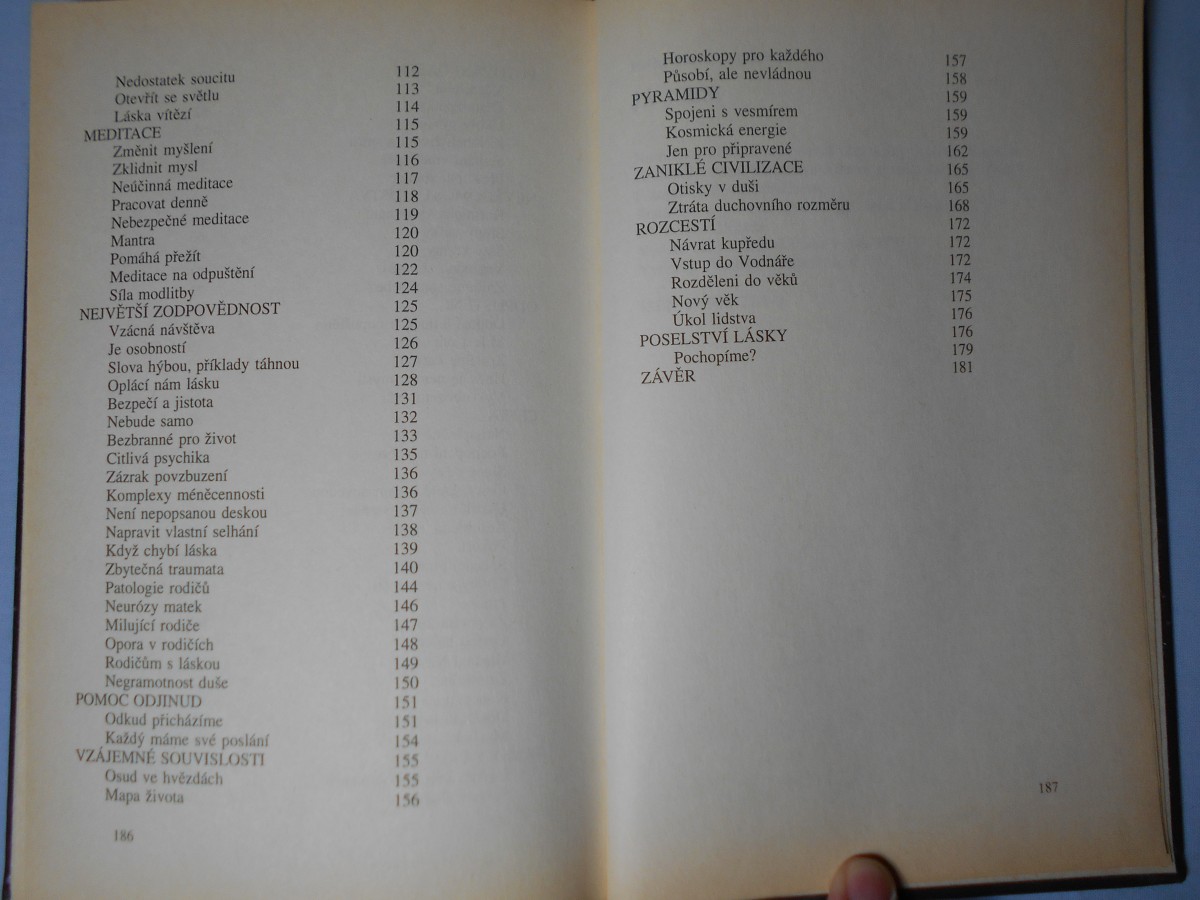 Nedostatek soucitu 112
Otevřít se světlu 113
Láska vítězí 114
MEDITACE 115
Změnit myšlení 115
Zklidnit mysl 116
Neúčinná meditace 117
Pracovat denně 118
Nebezpečné meditace 119
Mantra 120
Pomáhá přežít 120
Meditace na odpuštění 122
Síla modlitby 124
NEJVĚTŠÍ ZODPOVĚDNOST 125
Vzácná návštěva 125
Je osobností 126
Slova hýbou, příklady táhnou 127
Oplácí nám lásku 128
Bezpečí a jistota 131
Nebude samo 132
Bezbranné pro život 133
Citlivá psychika 135
Zázrak povzbuzení 136
Komplexy méněcennosti 136
Není nepopsanou deskou 137
Napravit vlastní selhání 138
Když chybí láska 139
Zbytečná traumata 140
Patologie rodičů 144
Neurózy matek 146
Milující rodiče 147
Opora v rodičích 148
Rodičům s láskou 149
Negramotnost duše 150
POMOC ODJINUD 151
Odkud přicházíme 151
Každý máme své poslání 154
VZÁJEMNÉ SOUVISLOSTI 155
Osud ve hvězdách 155
Mapa života 156
186
Horoskopy pro každého 157
Působí, ale nevládnou 158
PYRAMIDY 159
Spojeni s vesmírem 159
Kosmická energie 159
Jen pro připravené 162
ZANIKLÉ CIVILIZACE 165
Otisky v duši 165
Ztráta duchovního rozměru 168
ROZCESTÍ 172
Návrat kupředu 172
Vstup do Vodnáře 172
Rozděleni do věků 174
Nový věk 175
Úkol lidstva 176
POSELSTVÍ LÁSKY 176
Pochopíme? 179
ZÁVĚR 181
187